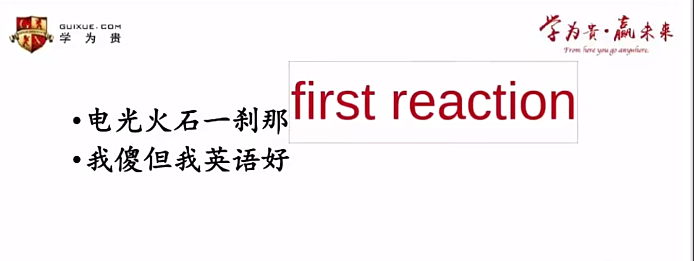 GUIXUE.COM
学为贵
学为贵·赢未来
From here you go anywhere.
first reaction
•电光火石一刹那
•我傻但我英语好